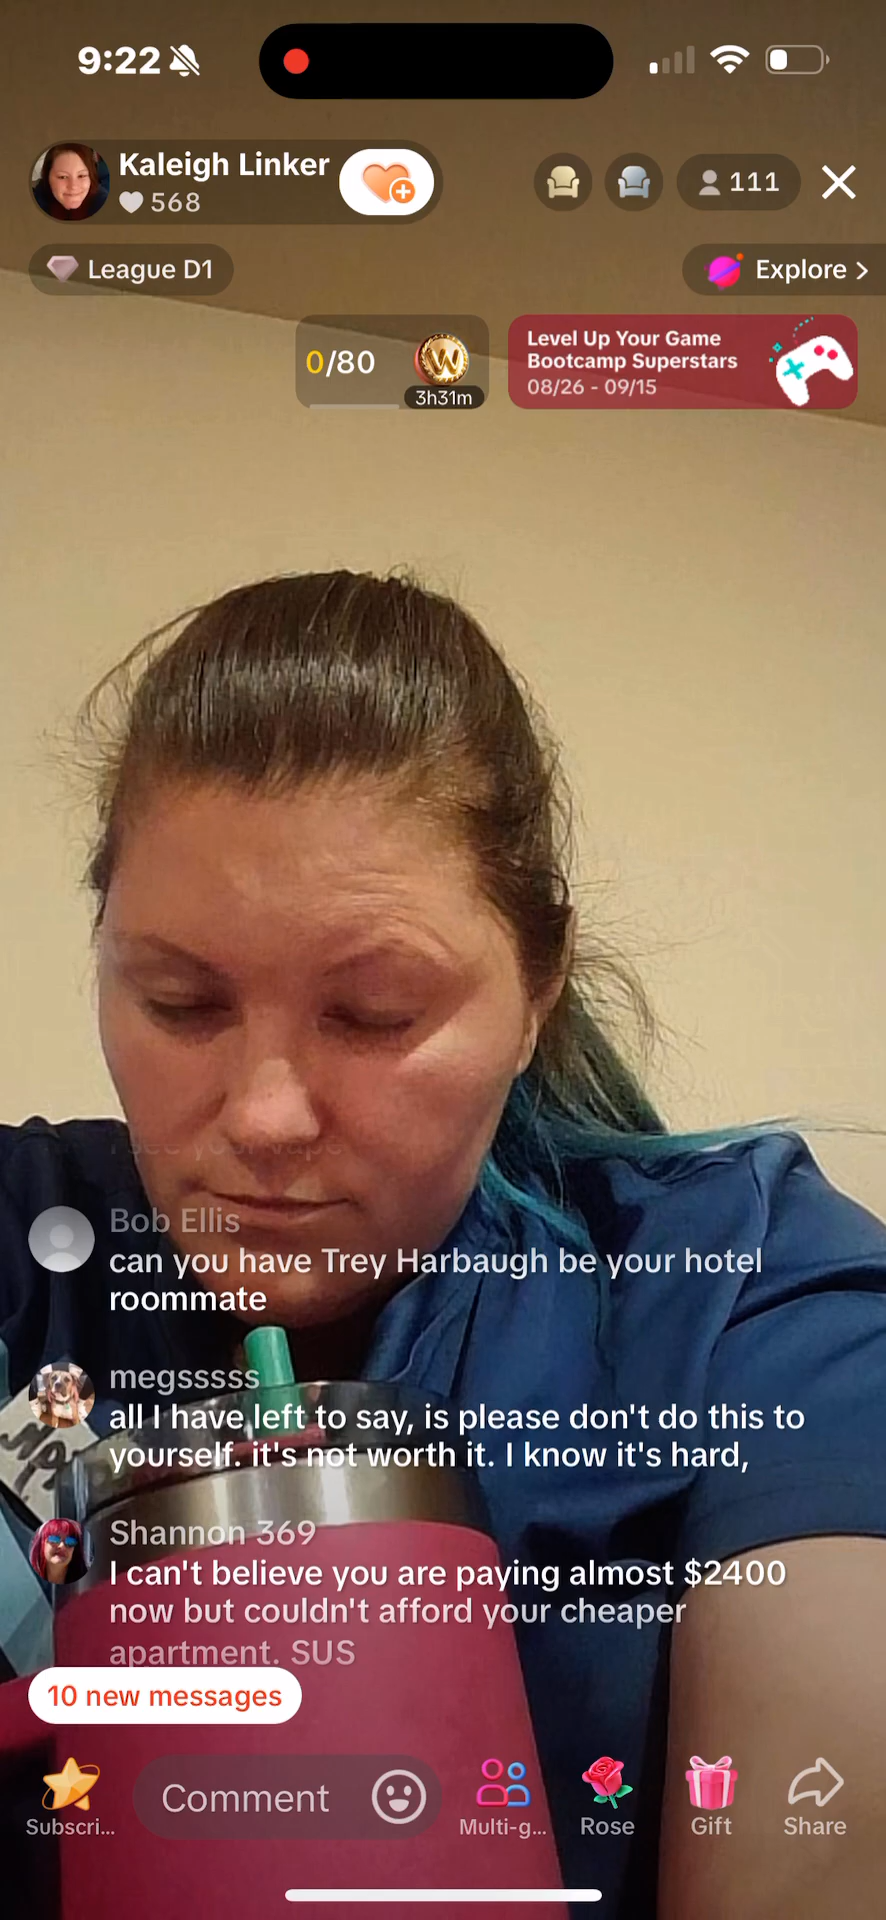 9:22
Kaleigh Linker
568
111
League D1
Explore >
0/80
3h31m
Level Up Your Game
Bootcamp Superstars
08/26 - 09/15
I see your vape
Bob Ellis
can you have Trey Harbaugh be your hotel
roommate
megsssss
all I have left to say, is please don't do this to
yourself. it's not worth it. I know it's hard,
Shannon 369
I can't believe you are paying almost $2400
now but couldn't afford your cheaper
apartment. SUS
10 new messages
Comment
Subscri...
Multi-g...
Rose
Gift
Share